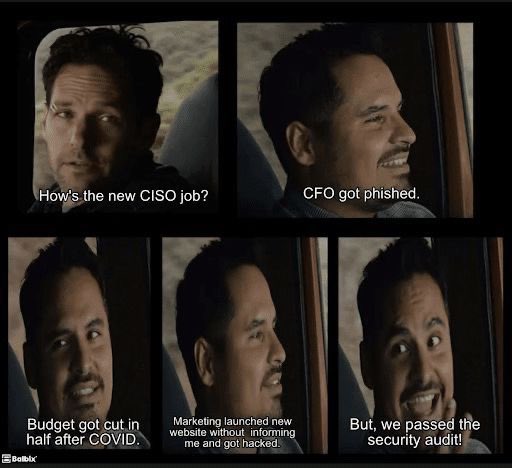 How's the new CISO job?
CFO got phished.
Budget got cut in
half after COVID.
Marketing launched new
website without informing
me and got hacked.
But, we passed the
security audit!
Balbix